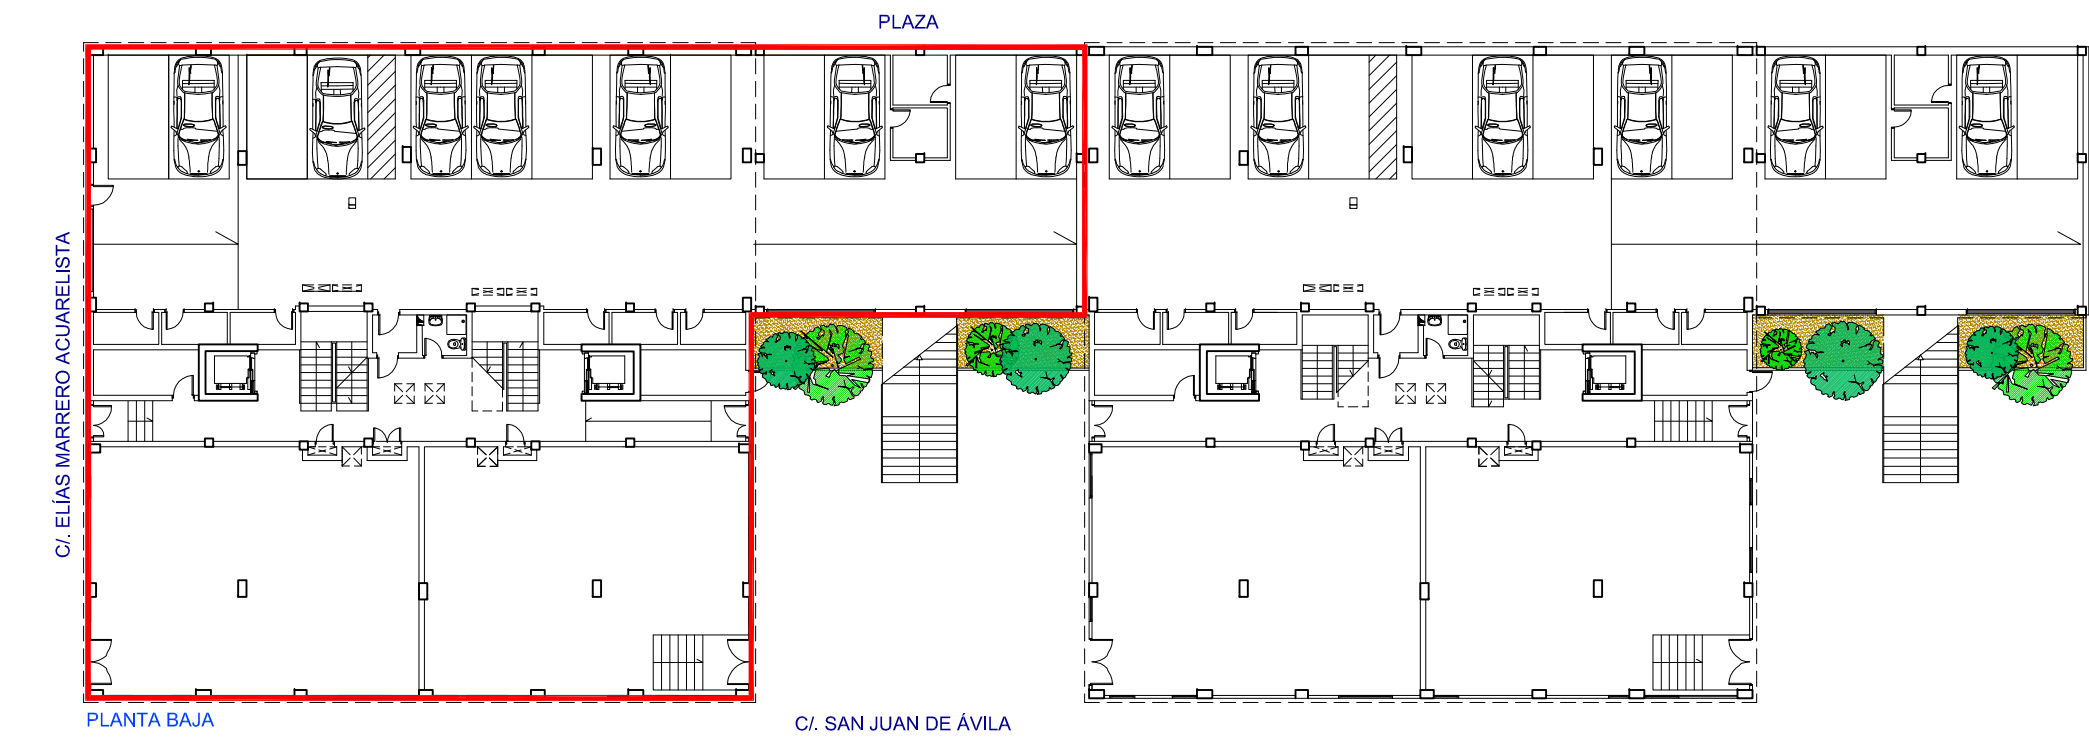 PLAZA
C/. ELÍAS MARRERO ACUARELISTA
PLANTA BAJA
C/. SAN JUAN DE ÁVILA